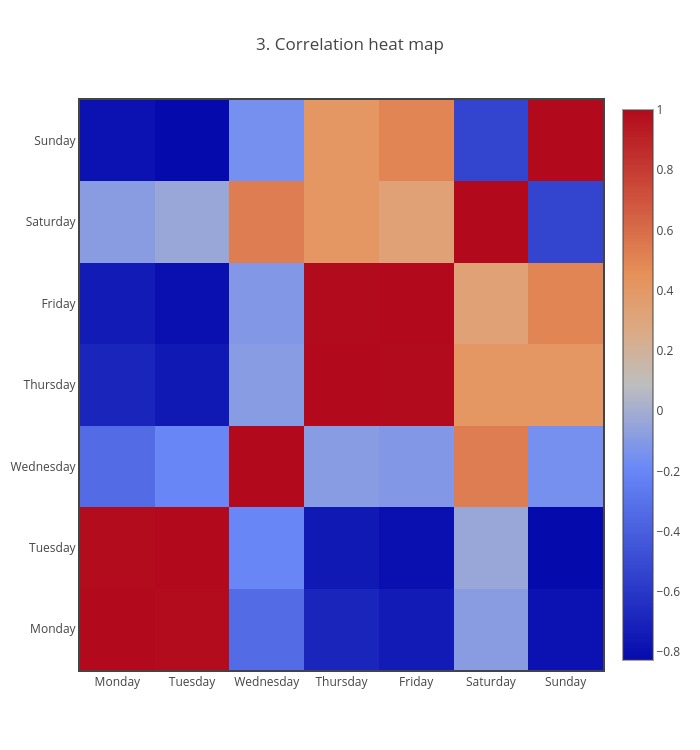 3. Correlation heat map
Sunday
Saturday
Friday
Thursday
Wednesday
Tuesday
Monday
Monday Tuesday Wednesday Thursday Friday Saturday Sunday
1
0.8
0.6
0.4
0.2
0
−0.2
−0.4
−0.6
−0.8